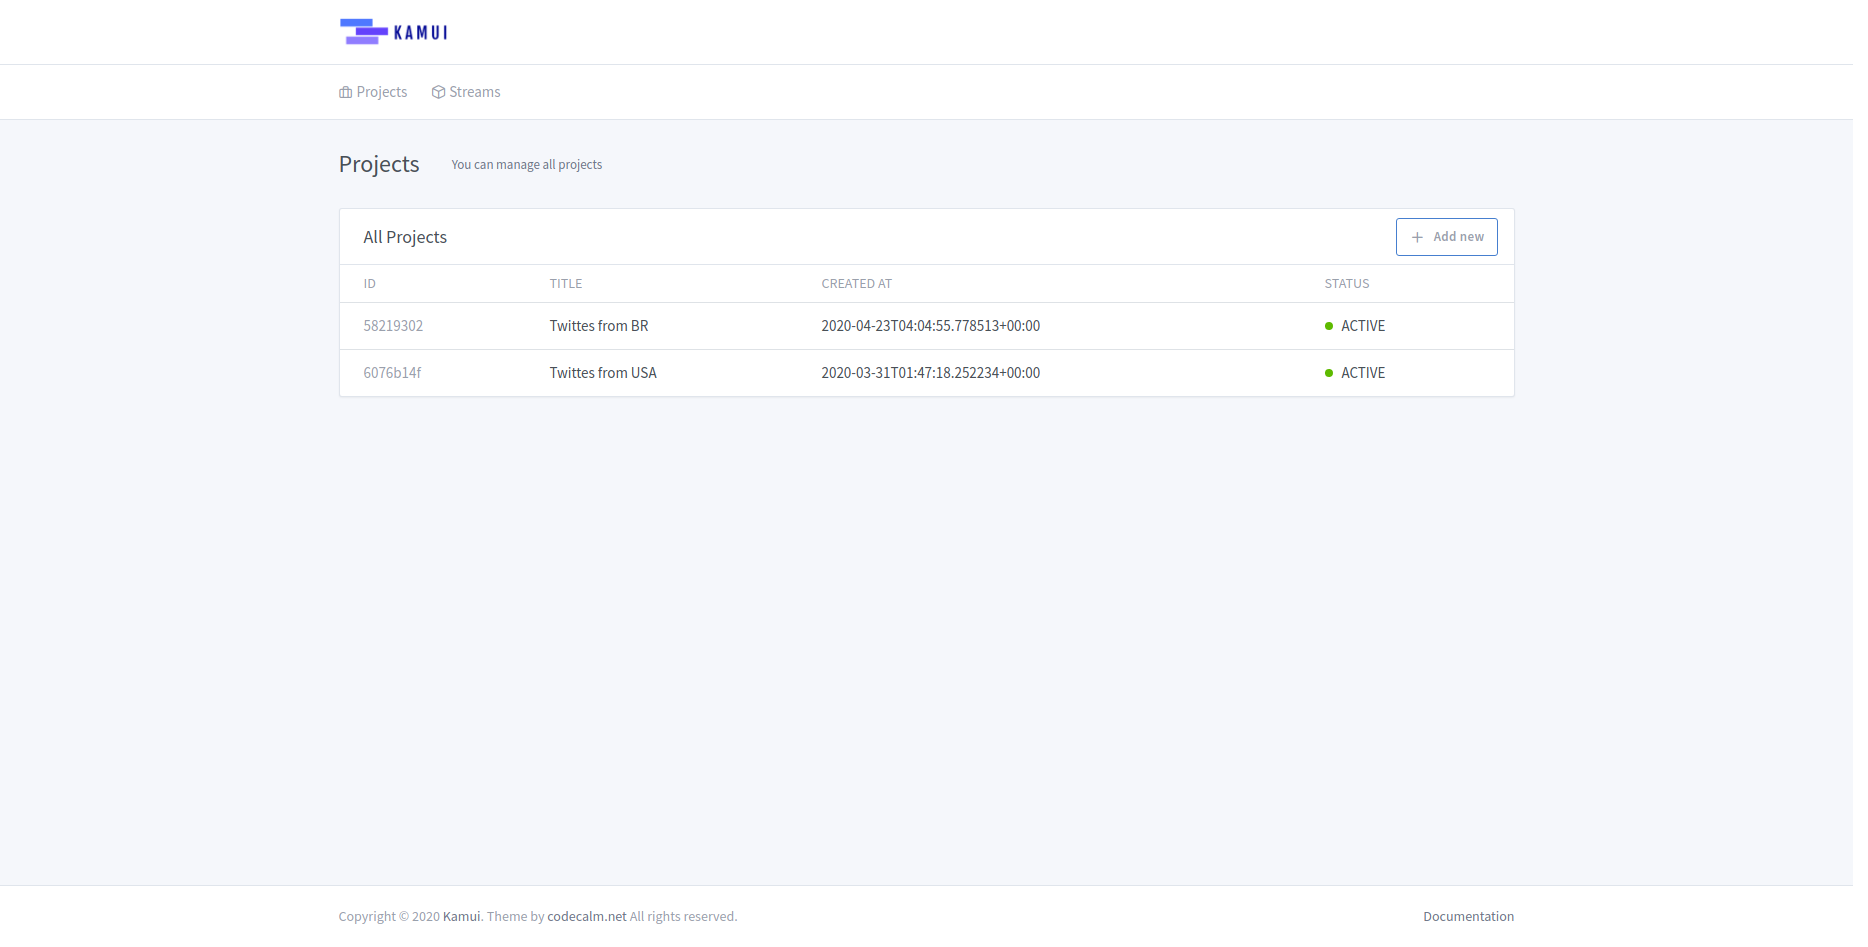 KAMUI
Projects Streams
Projects You can manage all projects
All Projects Add new
ID TITLE CREATED AT STATUS
58219302 Twittes from BR 2020-04-23T04:04:55.778513+00:00 ACTIVE
6076b14f Twittes from USA 2020-03-31T01:47:18.252234+00:00 ACTIVE
Copyright © 2020 Kamui. Theme by codecalm.net All rights reserved. Documentation